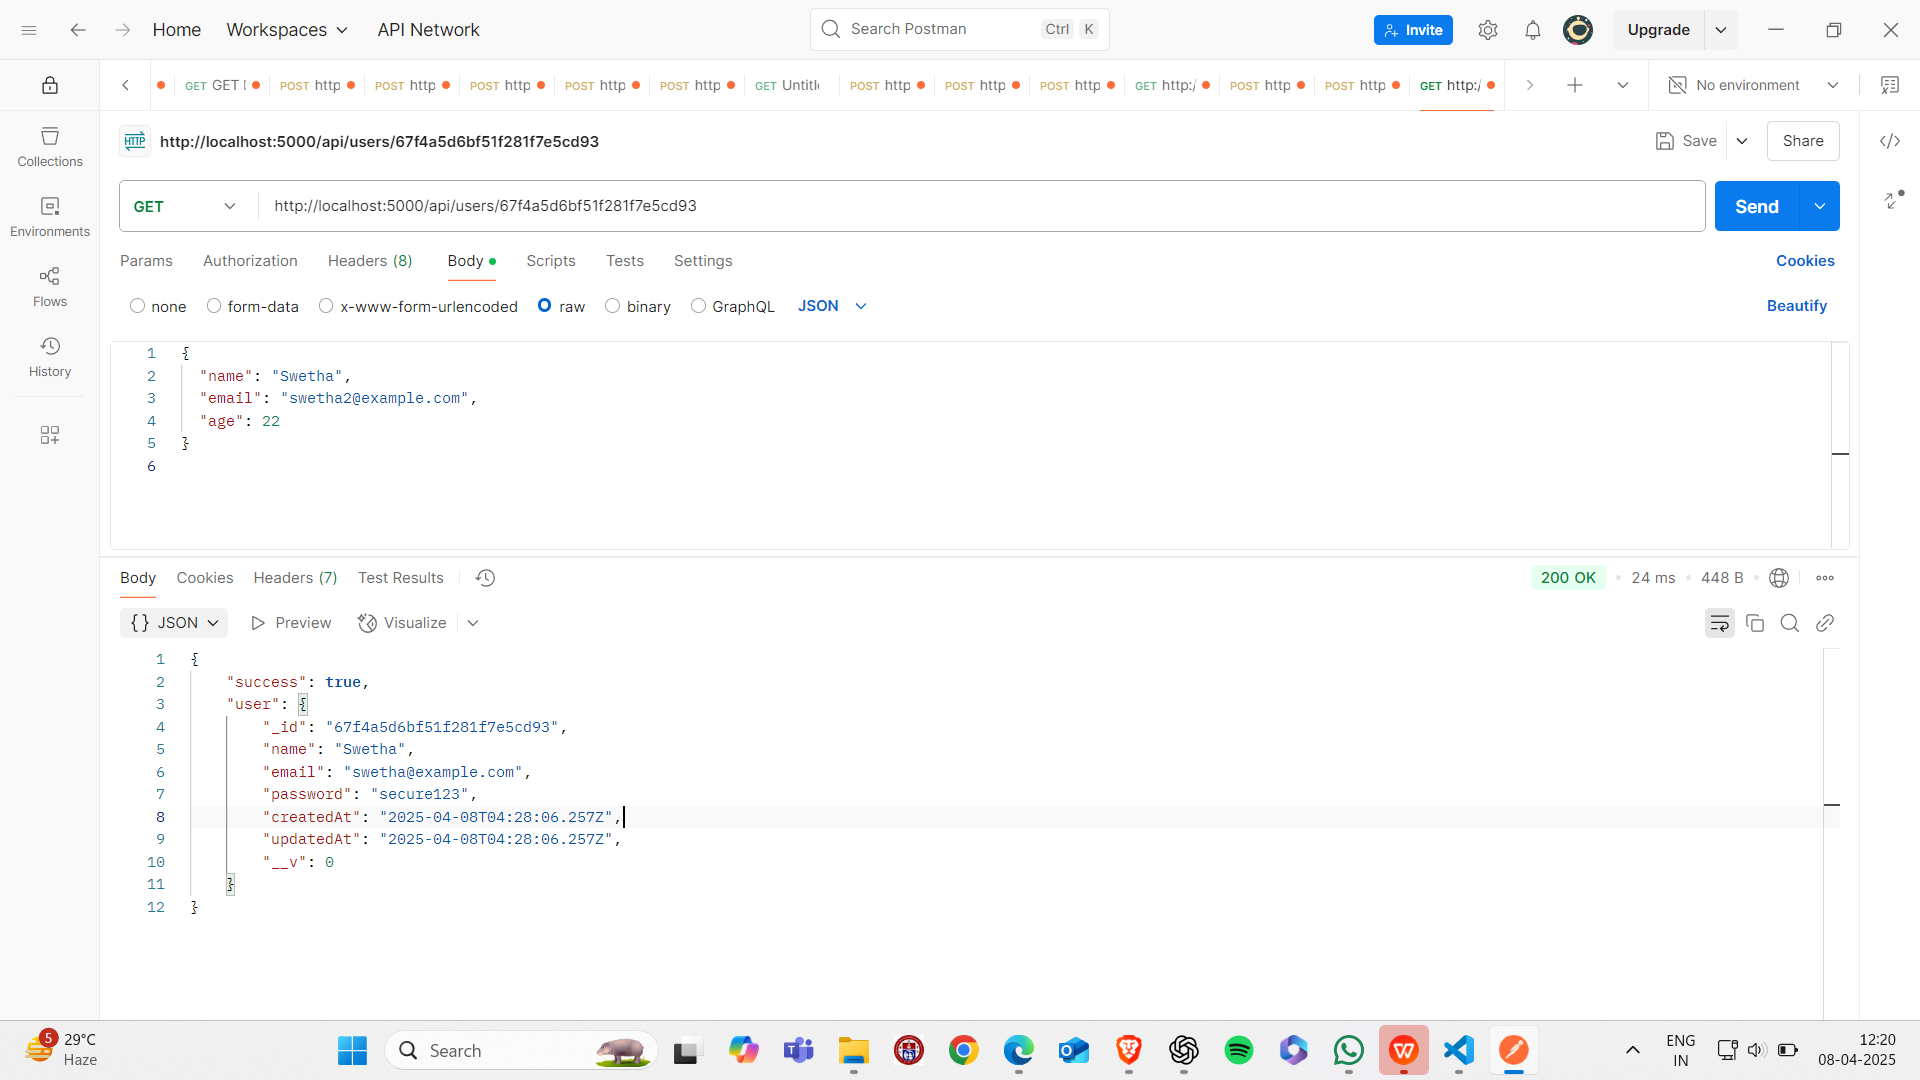 Home Workspaces API Network Search Postman Ctrl K Invite Upgrade
GET GET POST http POST http POST http POST http POST http GET Untitle POST http POST http POST http GET http:/ POST http POST http GET http:/ No environment
HTTP http://localhost:5000/api/users/67f4a5d6bf51f281f7e5cd93 Save Share
Collections
GET http://localhost:5000/api/users/67f4a5d6bf51f281f7e5cd93 Send
Environments
Params Authorization Headers (8) Body Scripts Tests Settings Cookies
Flows
none form-data x-www-form-urlencoded raw binary GraphQL JSON Beautify
History
1 {
2 "name": "Swetha",
3 "email": "swetha2@example.com",
4 "age": 22
5 }
6
Body Cookies Headers (7) Test Results 200 OK 24 ms 448 B
{} JSON Preview Visualize
1 {
2 "success": true,
3 "user": {
4 "_id": "67f4a5d6bf51f281f7e5cd93",
5 "name": "Swetha",
6 "email": "swetha@example.com",
7 "password": "secure123",
8 "createdAt": "2025-04-08T04:28:06.257Z",
9 "updatedAt": "2025-04-08T04:28:06.257Z",
10 "__v": 0
11 }
12 }
5 29°C Haze Search ENG IN 12:20
08-04-2025